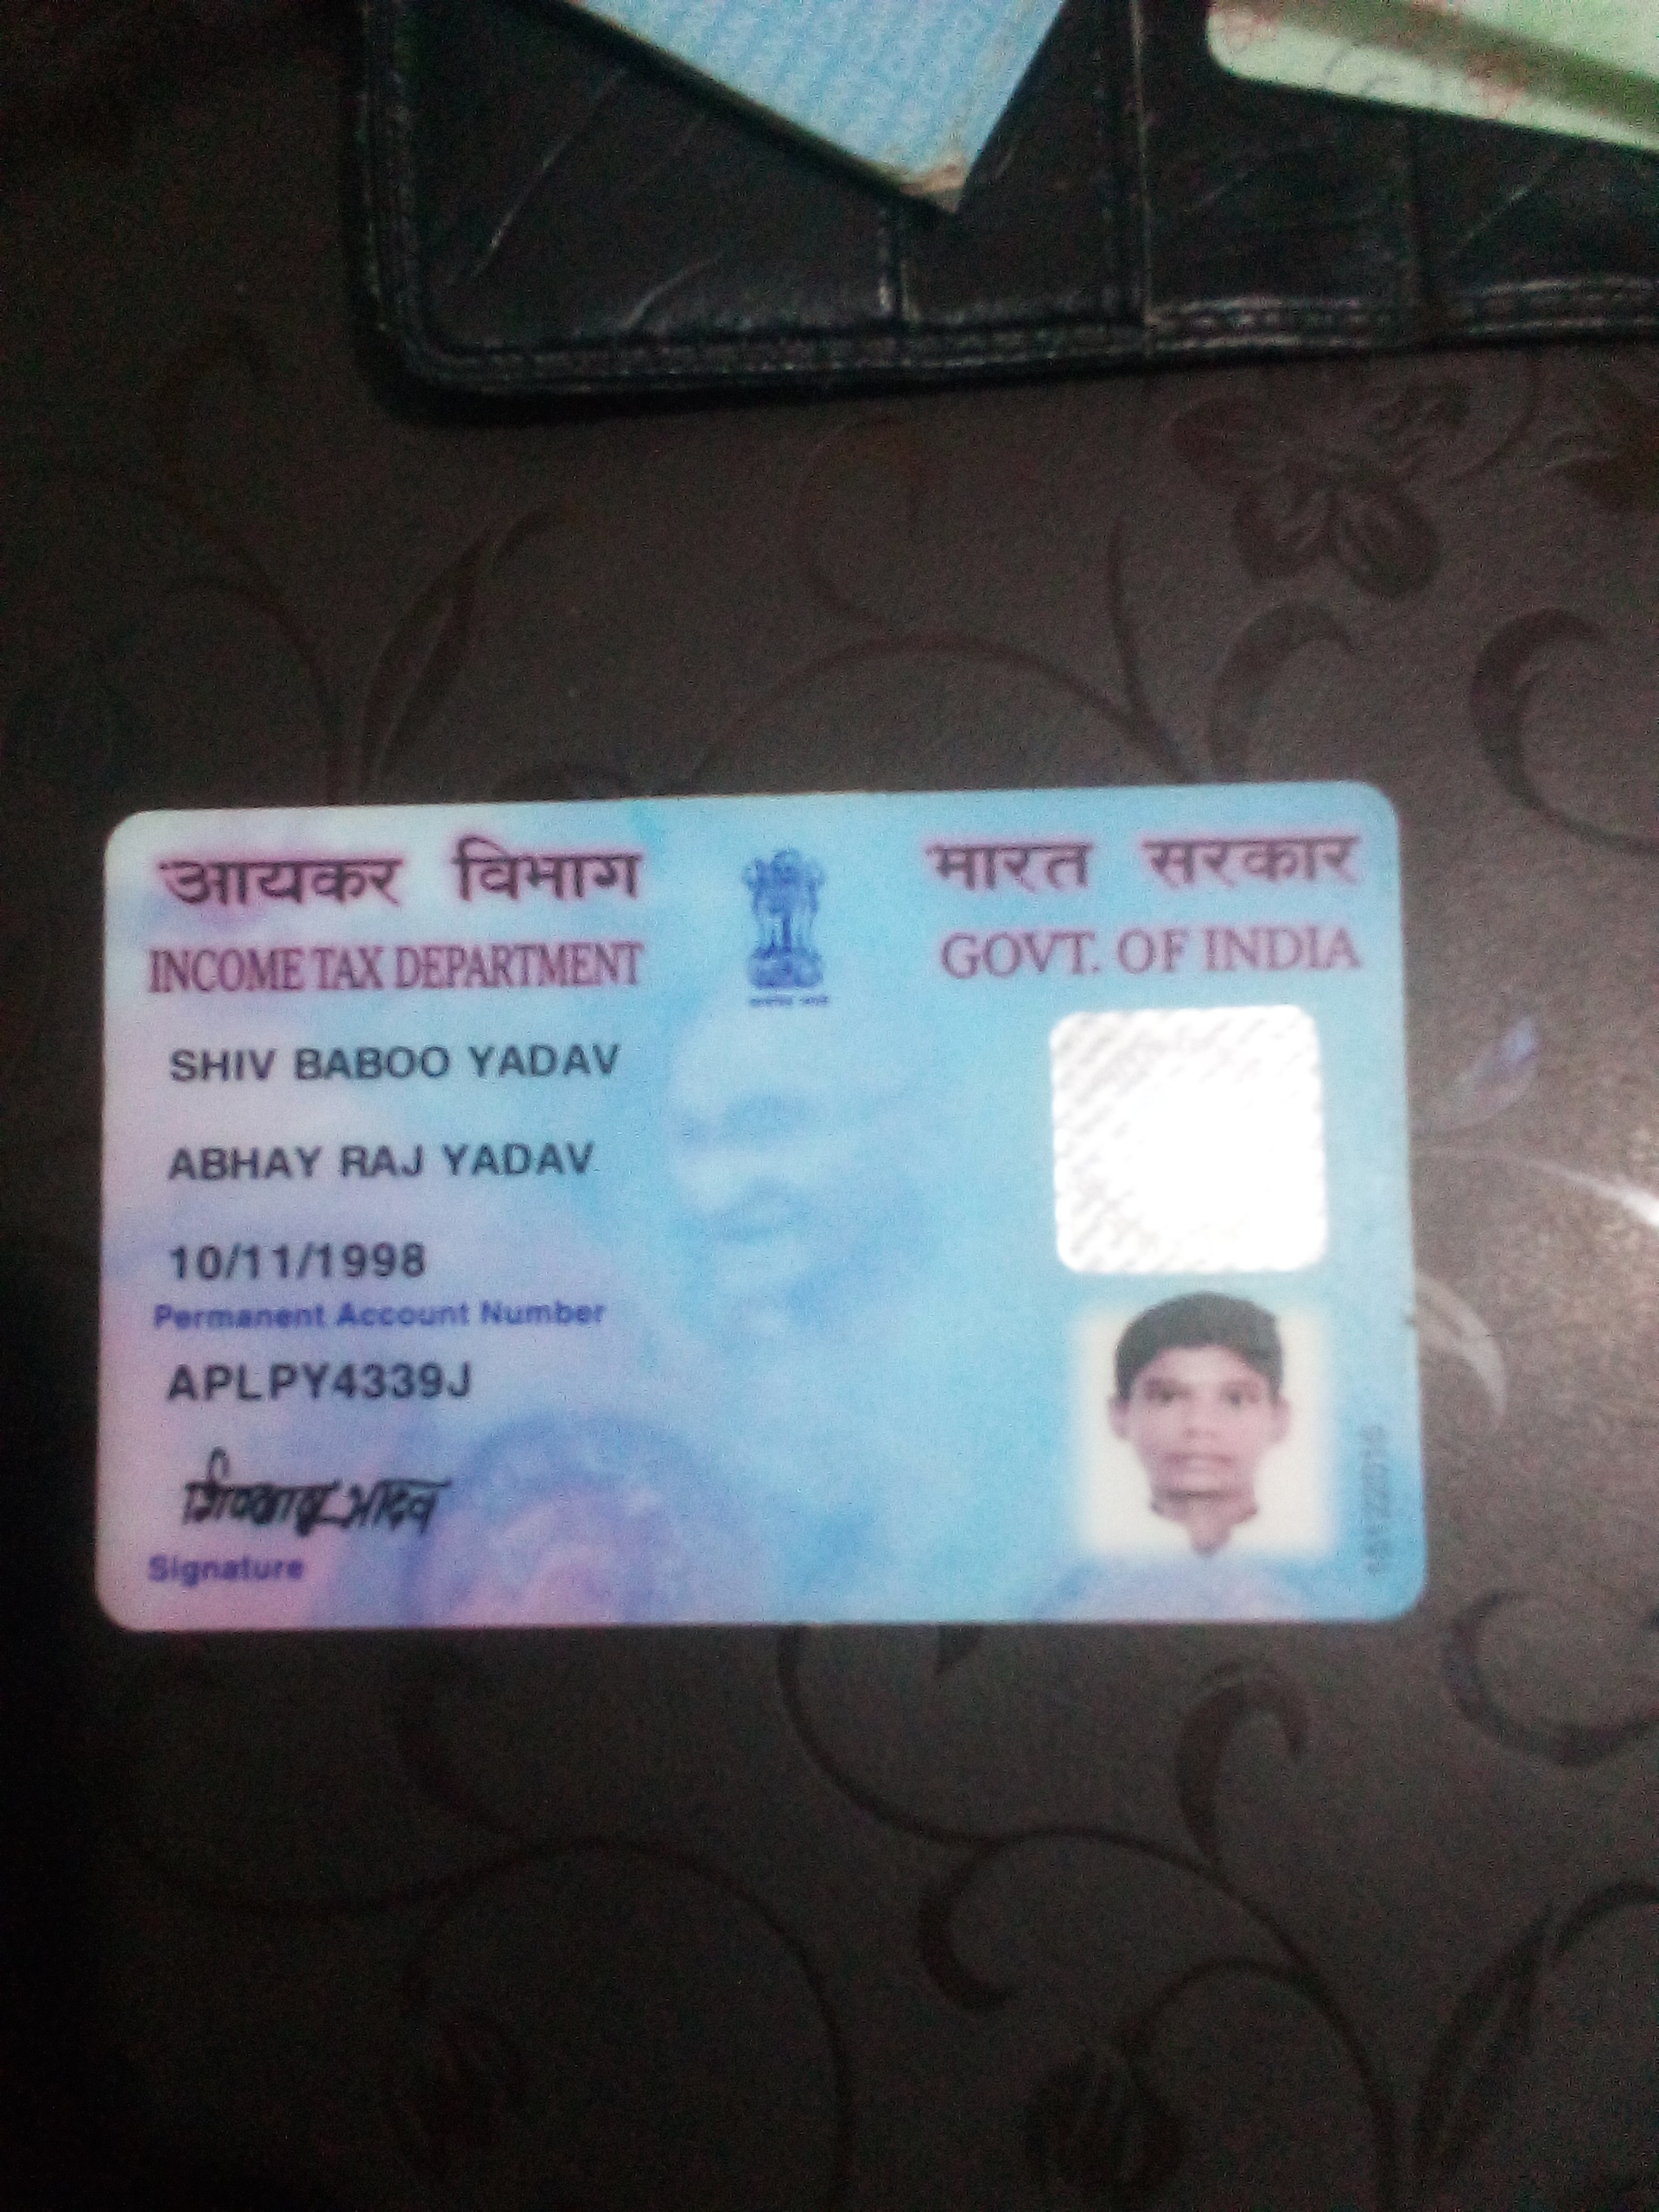 आयकर विभाग
भारत सरकार
INCOME TAX DEPARTMENT
GOVT. OF INDIA
SHIV BABOO YADAV
ABHAY RAJ YADAV
10/11/1998
Permanent Account Number
APLPY4339J
शिवबाबू यादव
Signature